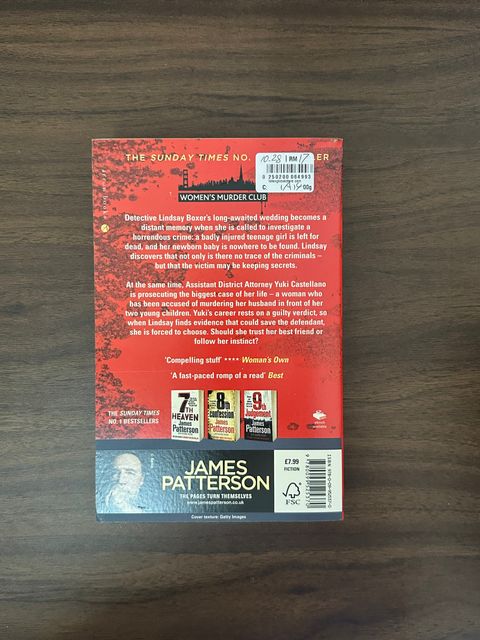 THE SUNDAY TIMES NO.
LER
10.28 RM 17
WOMEN'S MURDER CLUB
Detective Lindsay Boxer's long-awaited wedding becomes a
distant memory when she is called to investigate a
horrendous crime: a badly injured teenage girl is left for
dead, and her newborn baby is nowhere to be found. Lindsay
discovers that not only is there no trace of the criminals –
but that the victim may be keeping secrets.
At the same time, Assistant District Attorney Yuki Castellano
is prosecuting the biggest case of her life – a woman who
has been accused of murdering her husband in front of her
two young children. Yuki's career rests on a guilty verdict, so
when Lindsay finds evidence that could save the defendant,
she is forced to choose. Should she trust her best friend or
follow her instinct?
'Compelling stuff' **** Woman's Own
'A fast-paced romp of a read' Best
THE SUNDAY TIMES
NO. 1 BESTSELLERS
7TH
HEAVEN
James
Patterson
8th
confession
James
Patterson
9th
Judgement
James
Patterson
JAMES
PATTERSON
THE PAGES TURN THEMSELVES
www.jamespatterson.co.uk
£7.99
FICTION
FSC
Cover texture: Getty Images